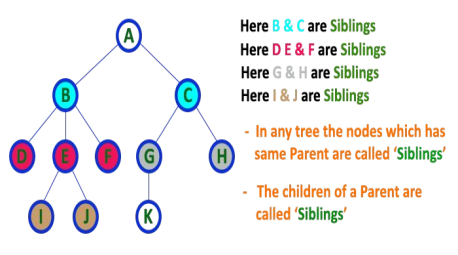 A
B
C
D
E
F
G
H
I
J
K
Here B & C are Siblings
Here D E & F are Siblings
Here G & H are Siblings
Here I & J are Siblings
- In any tree the nodes which has
same Parent are called ‘Siblings’
- The children of a Parent are
called ‘Siblings’